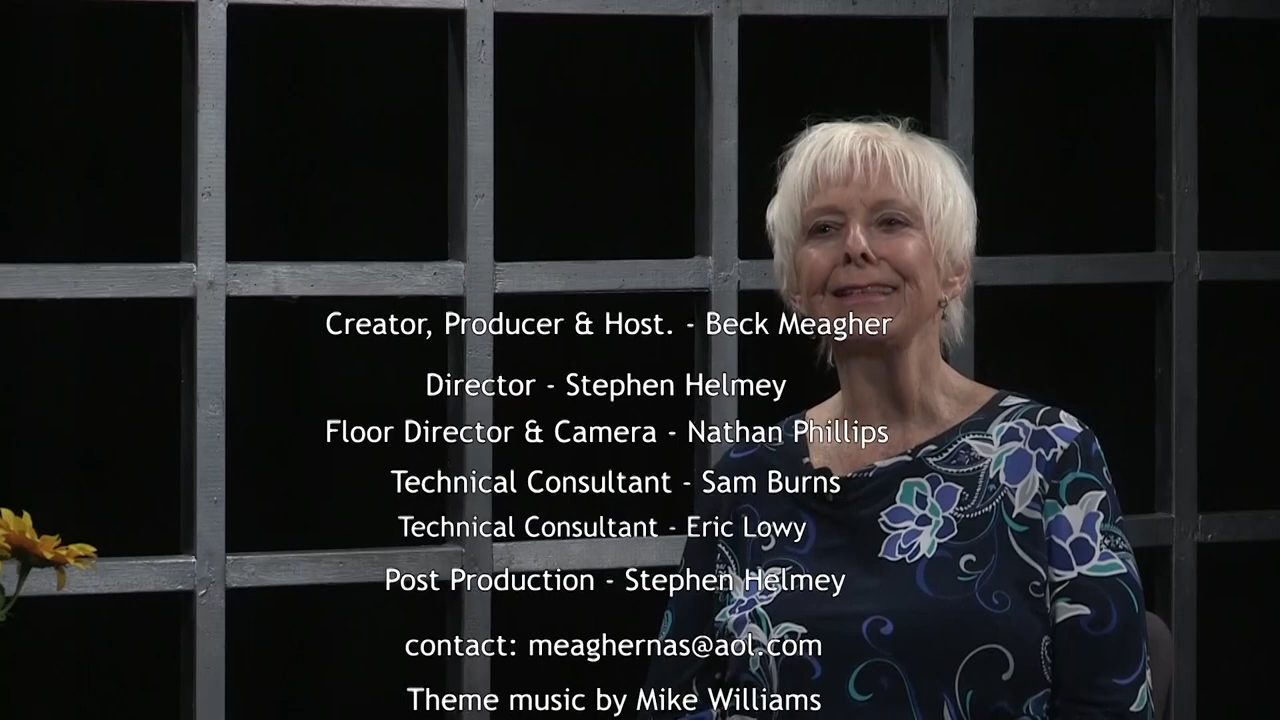 Creator, Producer & Host. - Beck Meagher
Director - Stephen Helmey
Floor Director & Camera - Nathan Phillips
Technical Consultant - Sam Burns
Technical Consultant - Eric Lowy
Post Production - Stephen Helmey
contact: meaghernas@aol.com
Theme music by Mike Williams